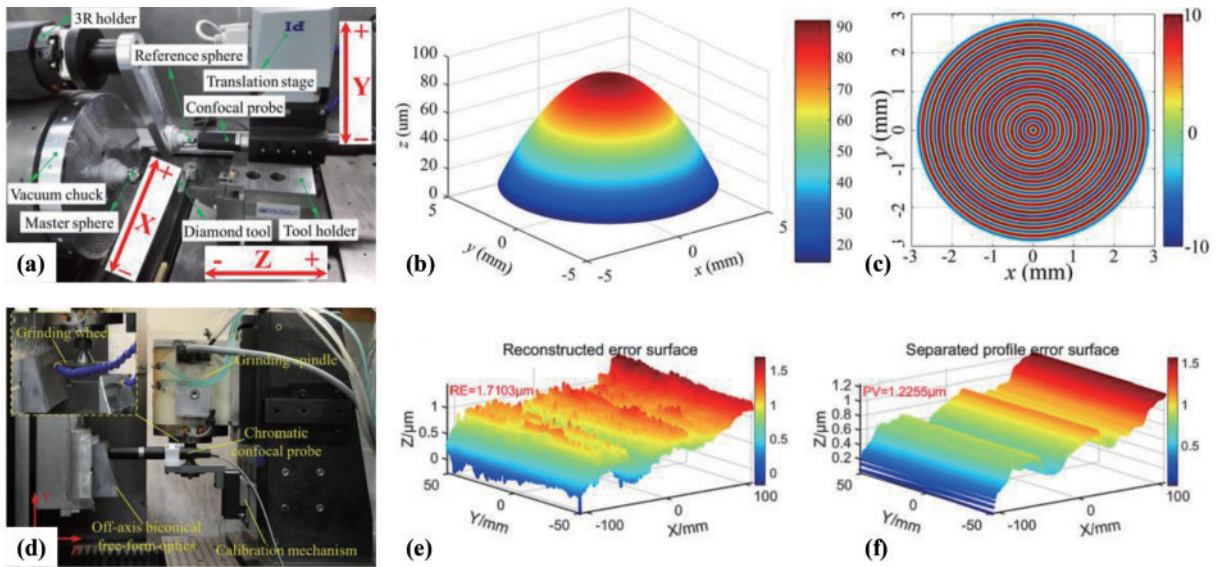 3R holder
Reference sphere
PI
Translation stage
Confocal probe
+
Y
-
Vacuum chuck
Master sphere
+
X
-
Diamond tool
Tool holder
- Z +
(a)
100
80
60
40
20
0
z (um)
5
0
-5
y (mm)
-5
0
5
x (mm)
90
80
70
60
50
40
30
20
(b)
3
2
1
0
-1
-2
-3
y (mm)
-3 -2 -1 0 1 2 3
x (mm)
10
5
0
-5
-10
(c)
Grinding wheel
Grinding spindle
Chromatic
confocal probe
Off-axis biconical
free-form optics
Calibration mechanism
(d)
Reconstructed error surface
RE=1.7103μm
1
0.5
0
Z/μm
50
0
-50
Y/mm
-100
0
100
X/mm
1.5
1
0.5
0
(e)
Separated profile error surface
PV=1.2255μm
1.2
1
0.8
0.6
0.4
0.2
Z/μm
50
0
-50
Y/mm
-100
0
100
X/mm
1.5
1
0.5
(f)